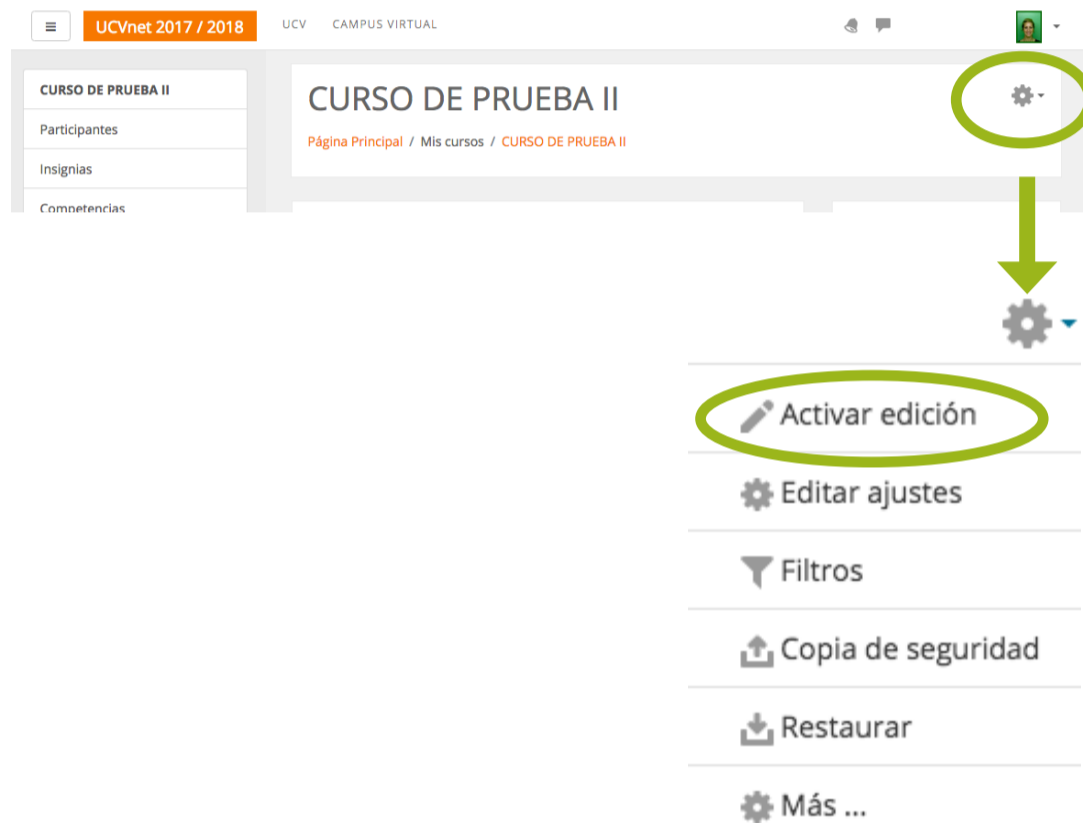 UCVnet 2017 / 2018 UCV CAMPUS VIRTUAL
CURSO DE PRUEBA II
Participantes
Insignias
Competencias
CURSO DE PRUEBA II
Página Principal / Mis cursos / CURSO DE PRUEBA II
Activar edición
Editar ajustes
Filtros
Copia de seguridad
Restaurar
Más ...